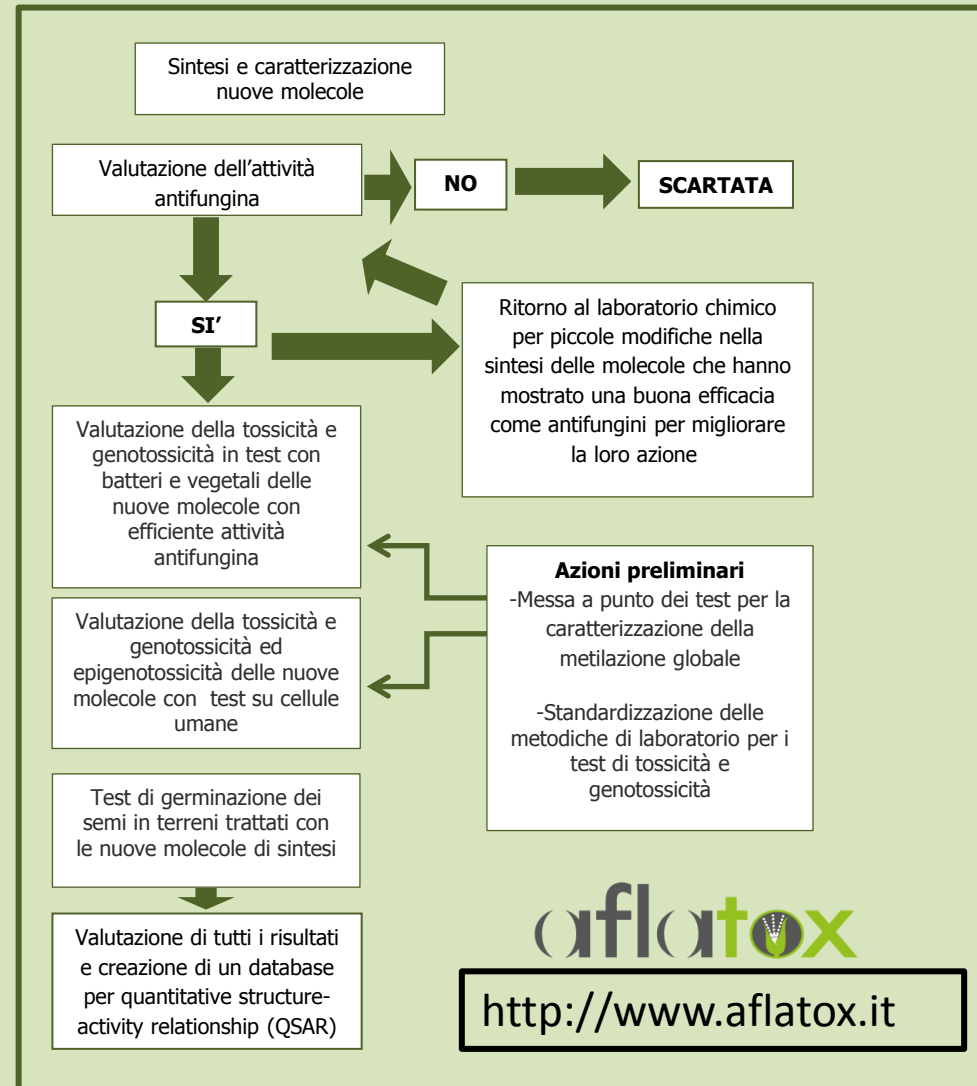 Sintesi e caratterizzazione
nuove molecole
Valutazione dell'attività
antifungina
NO
SCARTATA
SI'
Ritorno al laboratorio chimico
per piccole modifiche nella
sintesi delle molecole che hanno
mostrato una buona efficacia
come antifungini per migliorare
la loro azione
Valutazione della tossicità e
genotossicità in test con
batteri e vegetali delle
nuove molecole con
efficiente attività
antifungina
Azioni preliminari
-Messa a punto dei test per la
caratterizzazione della
metilazione globale
-Standardizzazione delle
metodiche di laboratorio per i
test di tossicità e
genotossicità
Valutazione della tossicità e
genotossicità ed
epigenotossicità delle nuove
molecole con test su cellule
umane
Test di germinazione dei
semi in terreni trattati con
le nuove molecole di sintesi
Valutazione di tutti i risultati
e creazione di un database
per quantitative structure-
activity relationship (QSAR)
aflatox
http://www.aflatox.it